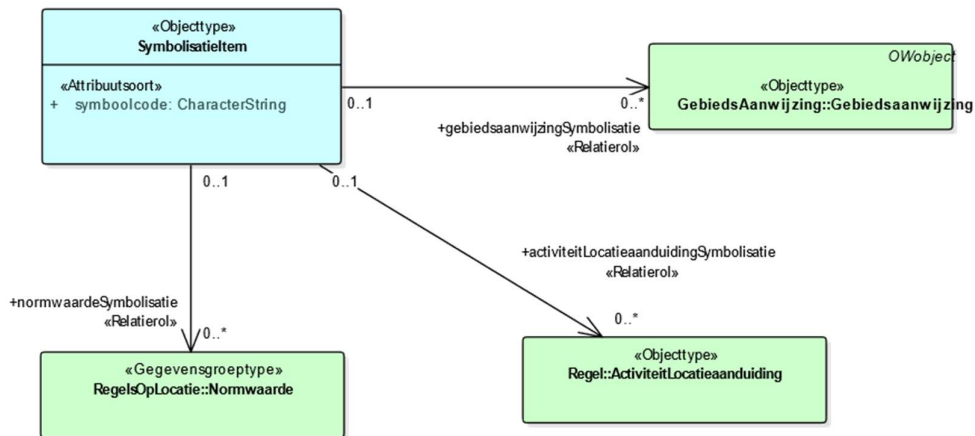 «Objecttype»
SymbolisatieItem
«Attribuutsoort»
+ symboolcode: CharacterString
OWobject
«Objecttype»
GebiedsAanwijzing::Gebiedsaanwijzing
0..1
0..*
+gebiedsaanwijzingSymbolisatie
«Relatierol»
0..1
0..1
+activiteitLocatieaanduidingSymbolisatie
«Relatierol»
+normwaardeSymbolisatie
«Relatierol»
0..*
0..*
«Gegevensgroeptype»
RegelsOpLocatie::Normwaarde
«Objecttype»
Regel::ActiviteitLocatieaanduiding